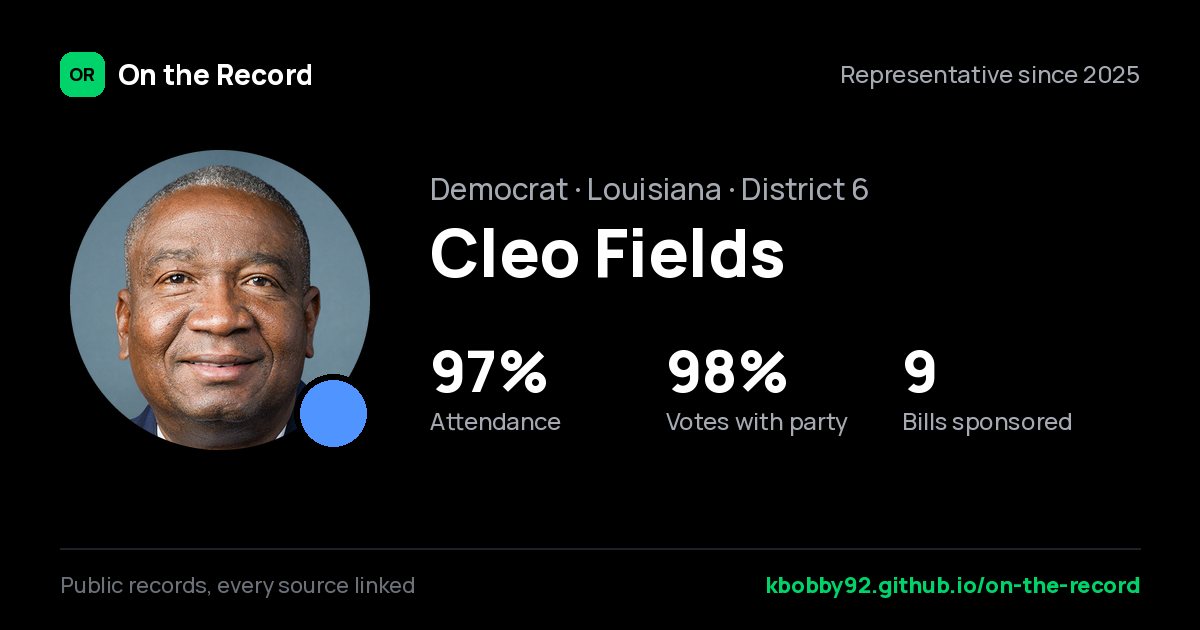 OR On the Record
Representative since 2025
Democrat · Louisiana · District 6
Cleo Fields
97% 98% 9
Attendance Votes with party Bills sponsored
Public records, every source linked
kbobby92.github.io/on-the-record